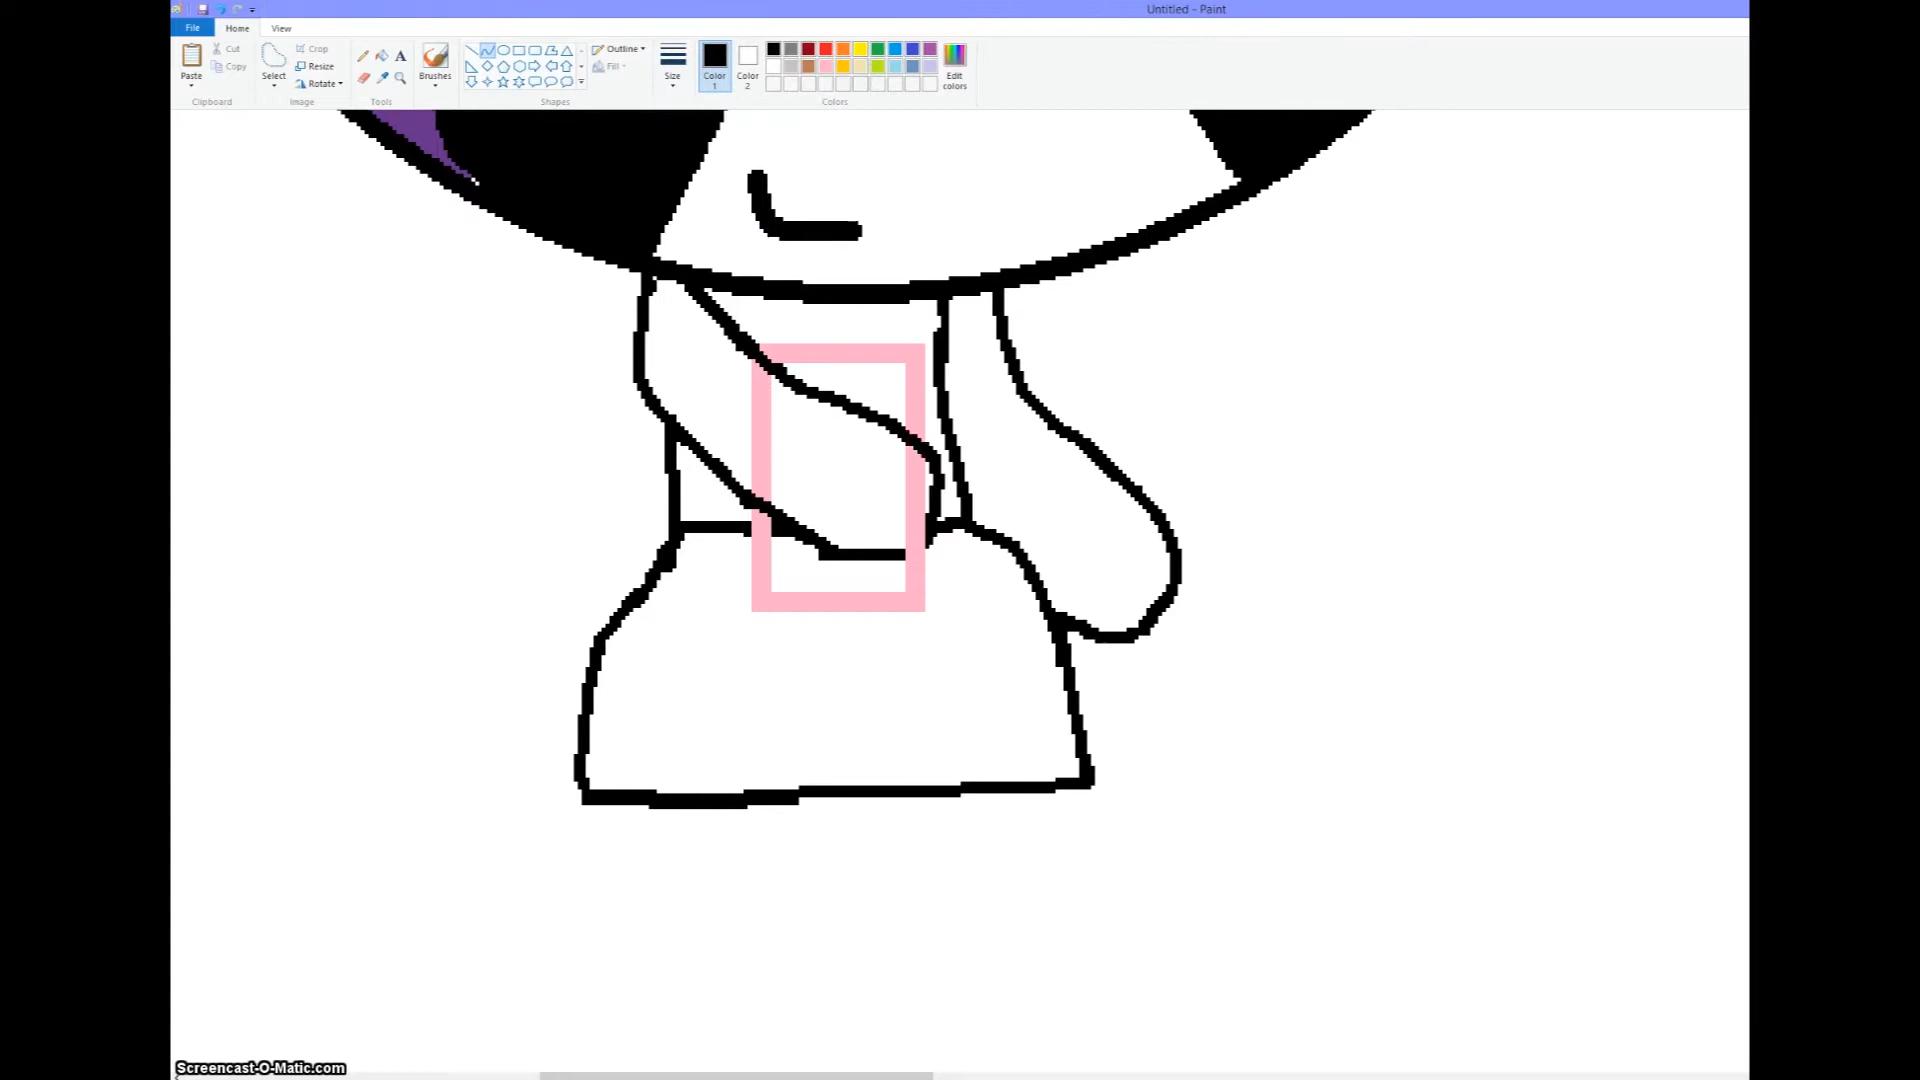 Untitled - Paint
File Home View
Paste
Cut
Copy
Clipboard
Select
Crop
Resize
Rotate
Image
A
Tools
Brushes
Outline
Fill
Shapes
Size
Color 1
Color 2
Edit colors
Colors
Screencast-O-Matic.com